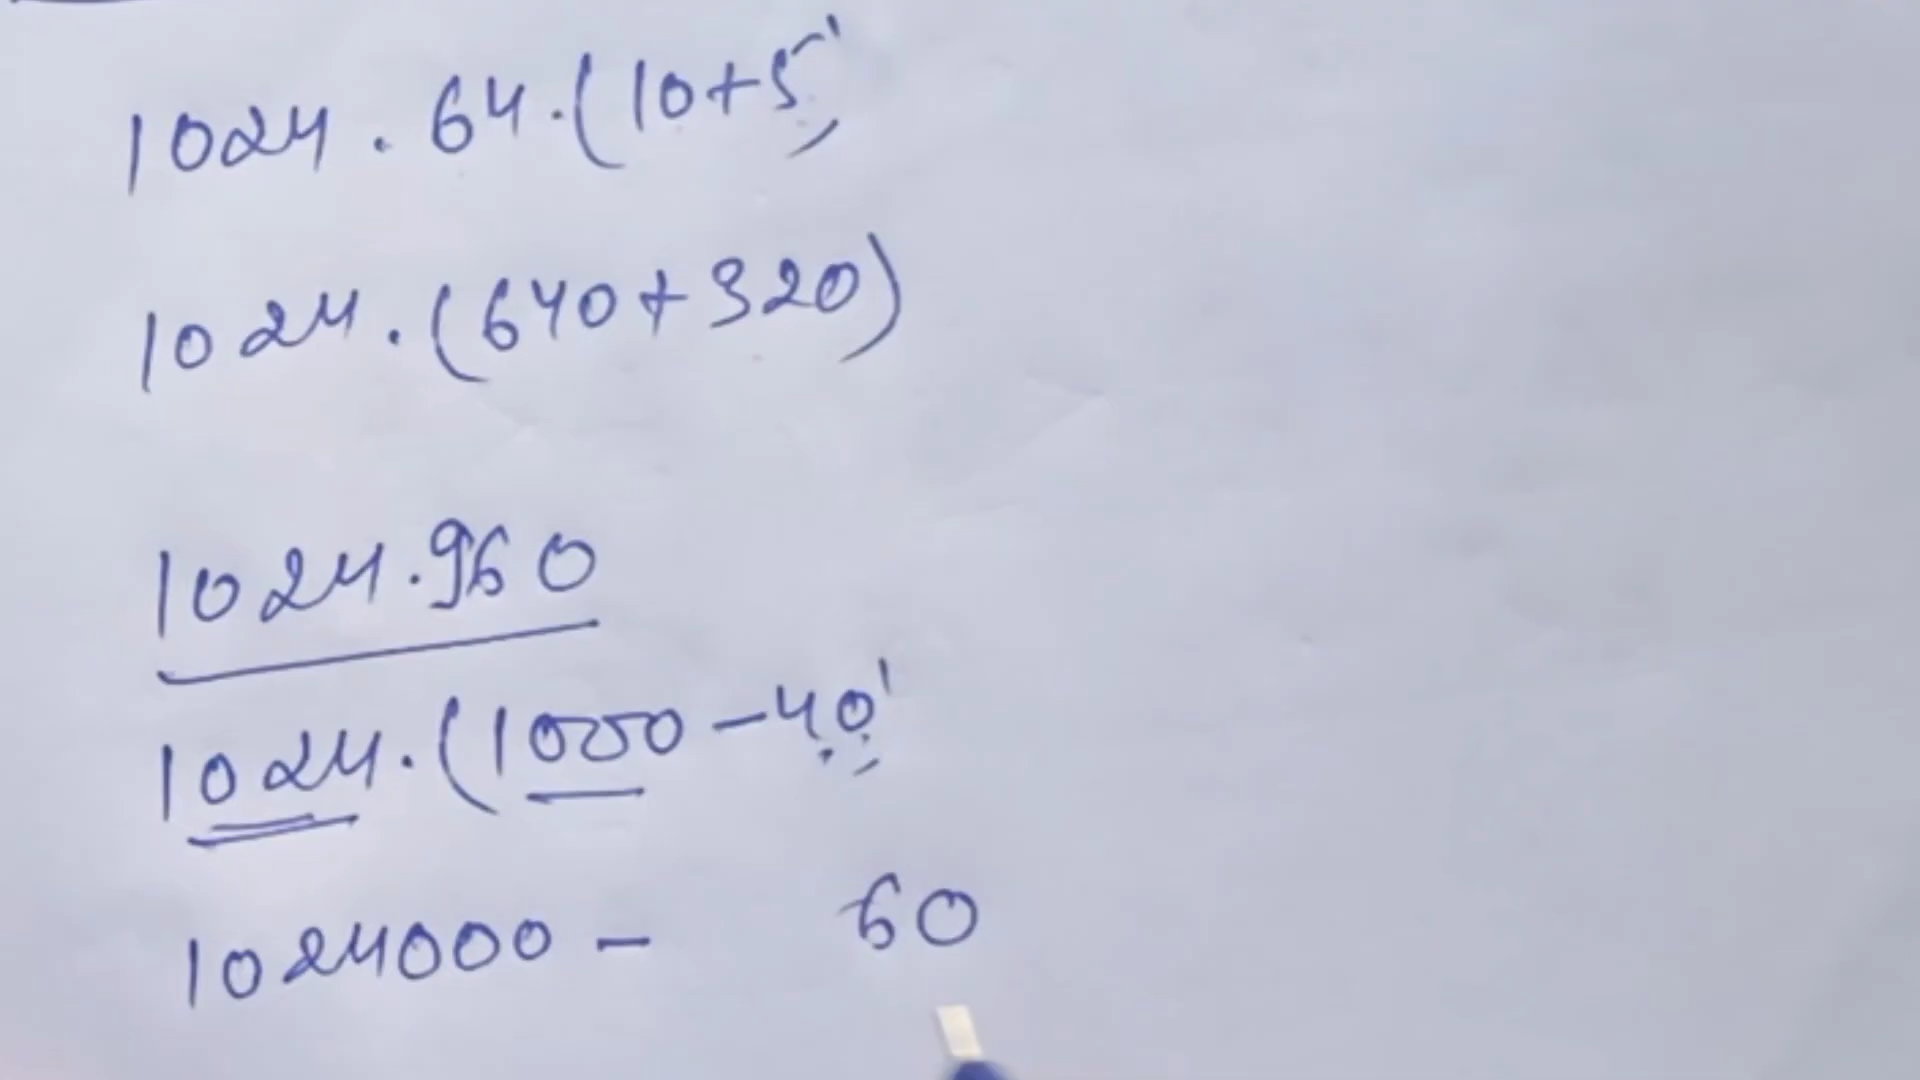 1024 . 64 . (10+5)
1024 . (640+320)
1024 . 960
1024 . (1000 - 40)
1024000 - 60